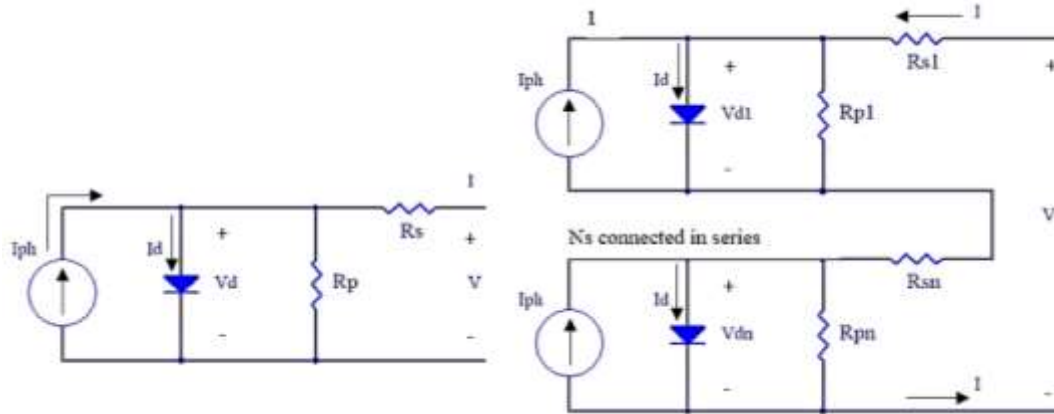 I
Iph
Id
+
Vd
-
Rp
Rs
I
+
V
-
1
I
Iph
Id
+
Vd1
-
Rp1
Rs1
+
V
-
Ns connected in series
Iph
Id
+
Vdn
-
Rpn
Rsn
I